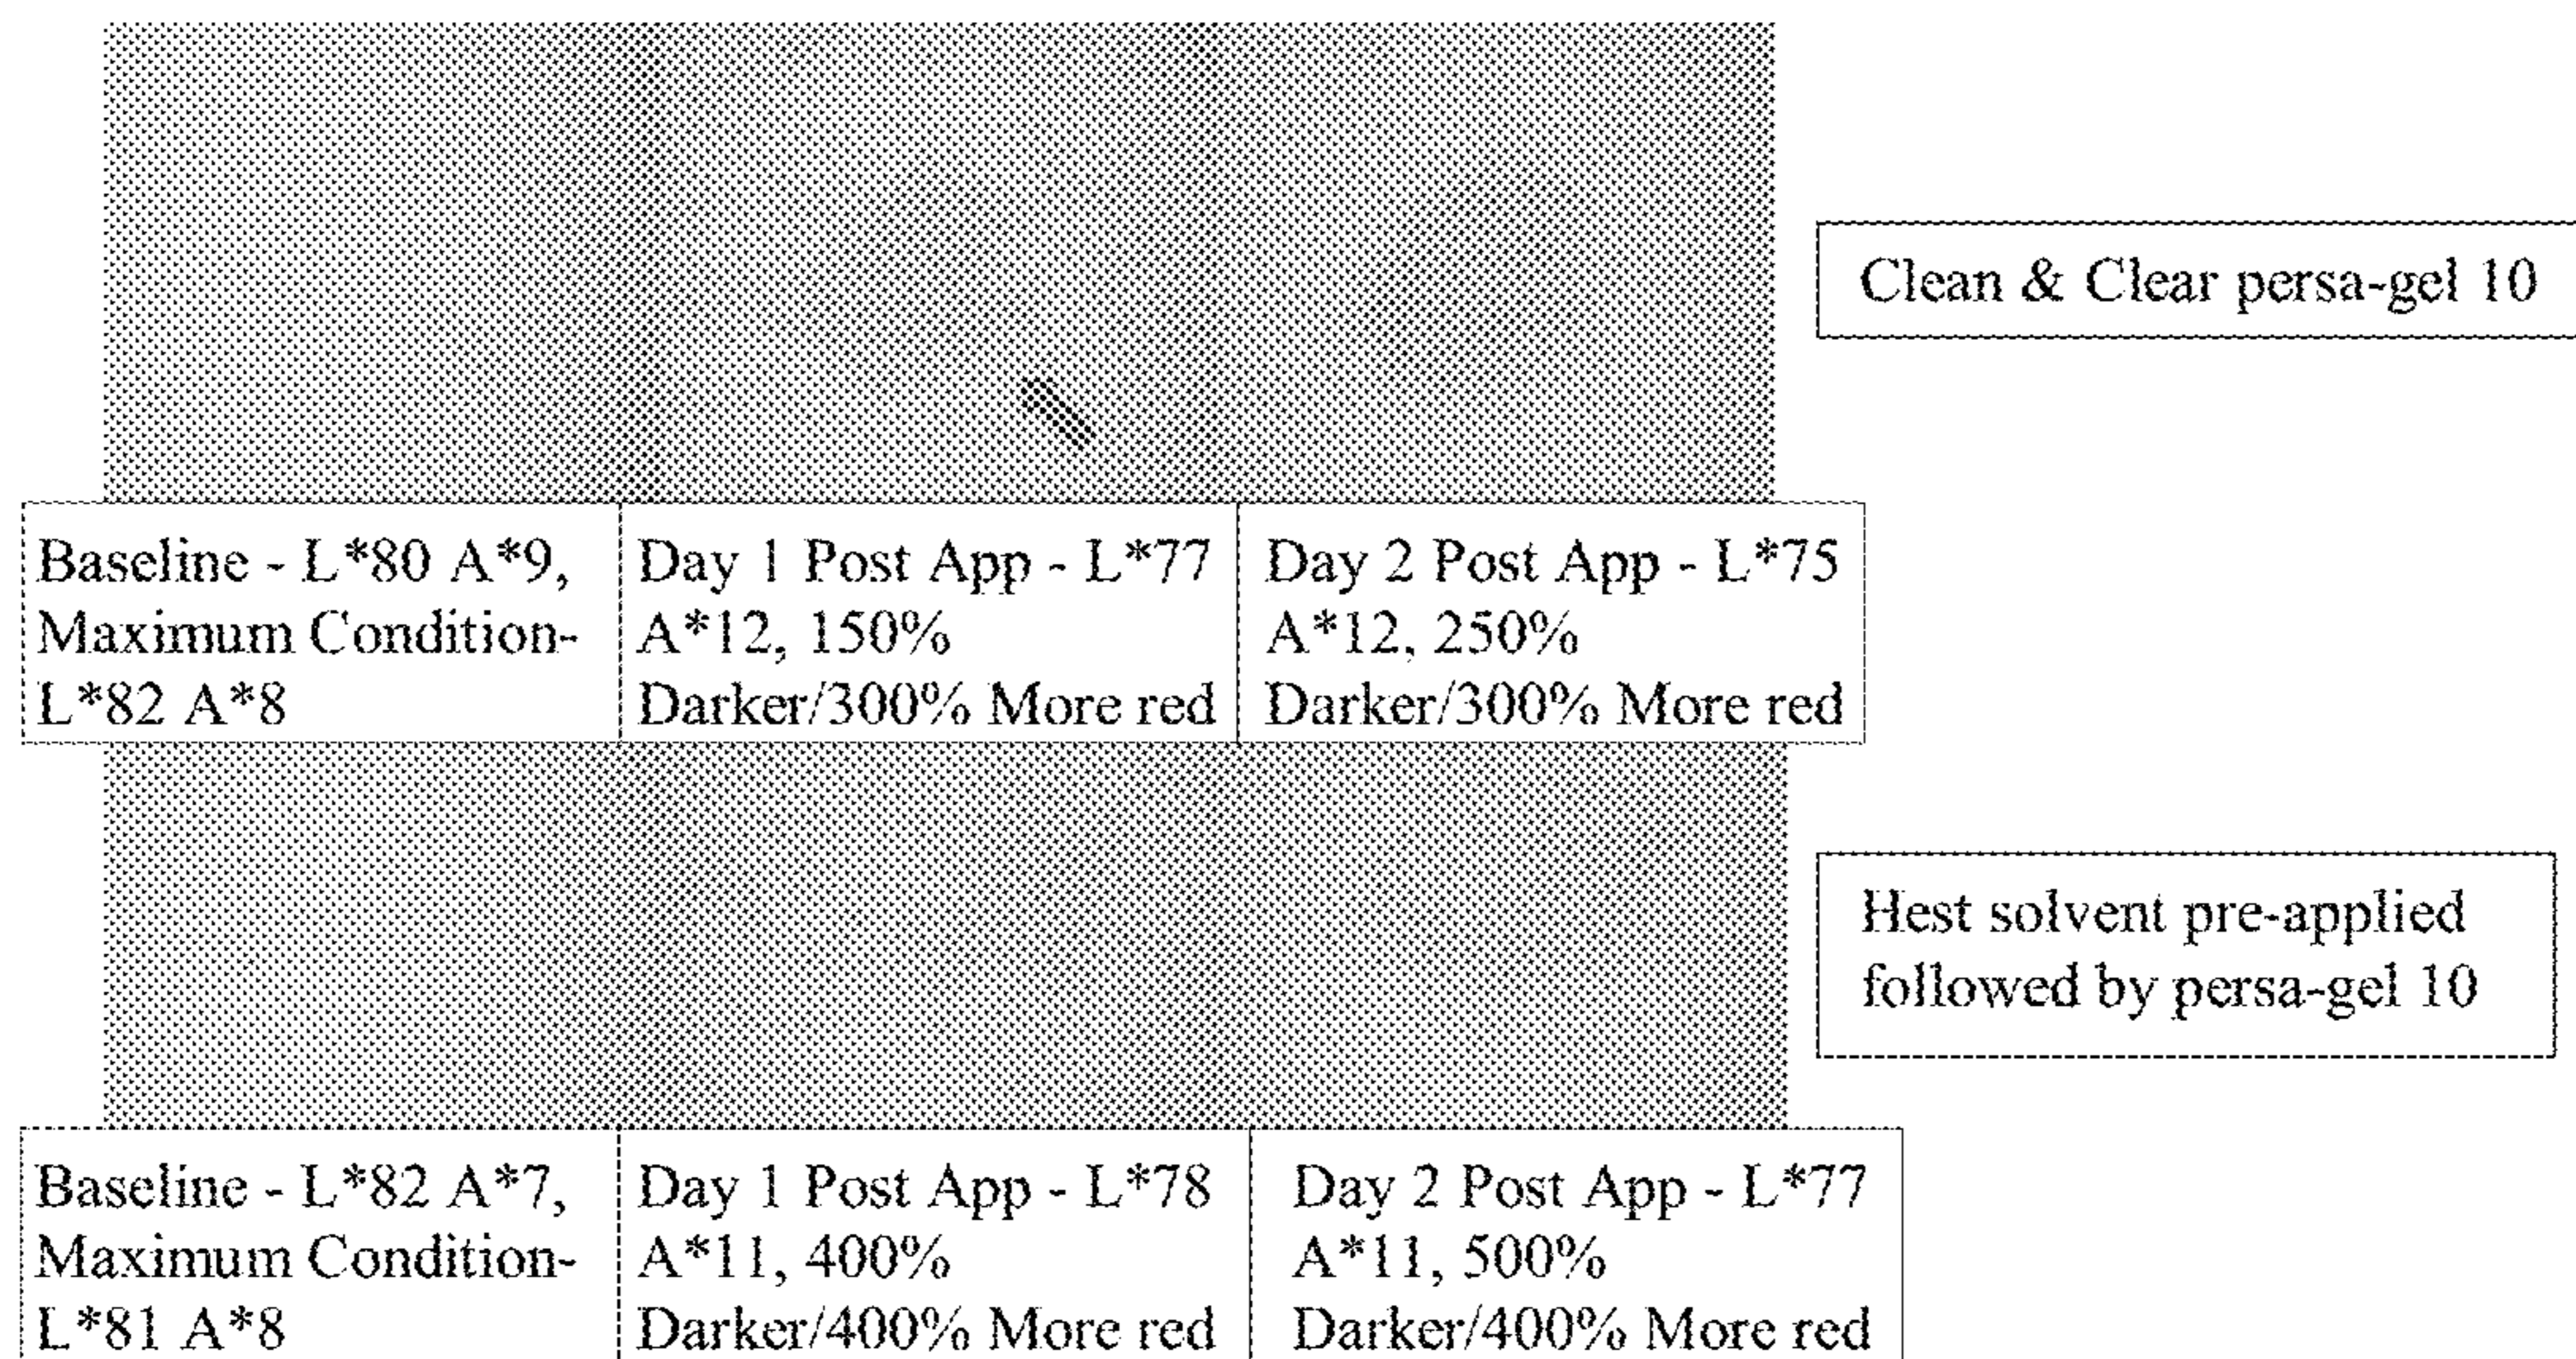 Clean & Clear persa-gel 10
Baseline - L*80 A*9,
Maximum Condition-
L*82 A*8
Day 1 Post App - L*77
A*12, 150%
Darker/300% More red
Day 2 Post App - L*75
A*12, 250%
Darker/300% More red
Hest solvent pre-applied
followed by persa-gel 10
Baseline - L*82 A*7,
Maximum Condition-
L*81 A*8
Day 1 Post App - L*78
A*11, 400%
Darker/400% More red
Day 2 Post App - L*77
A*11, 500%
Darker/400% More red